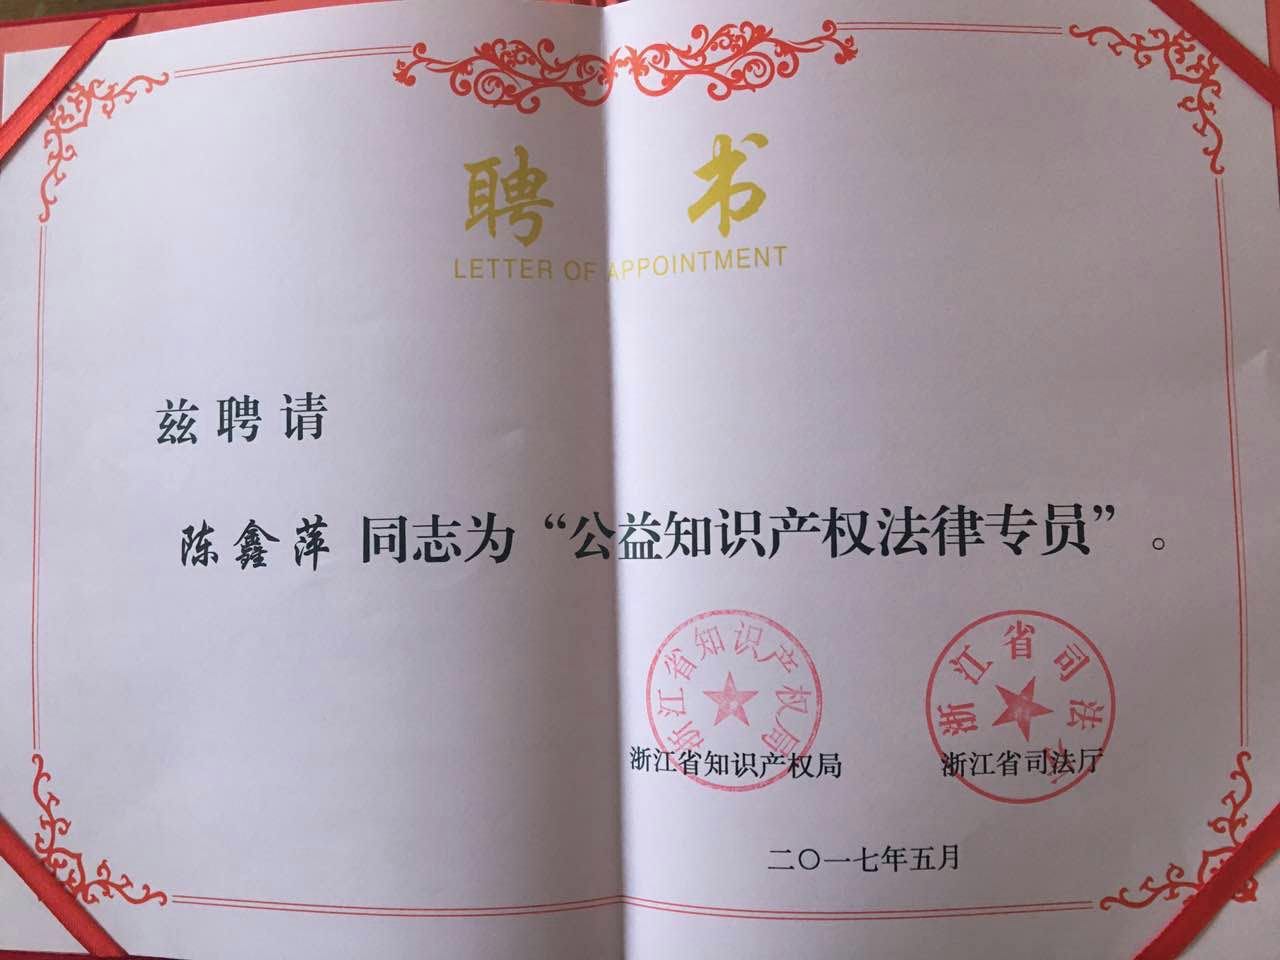 聘书
LETTER OF APPOINTMENT
兹聘请
陈鑫萍 同志为“公益知识产权法律专员”。
浙江省知识产权局
浙江省司法厅
浙江省知识产权局 浙江省司法厅
二〇一七年五月